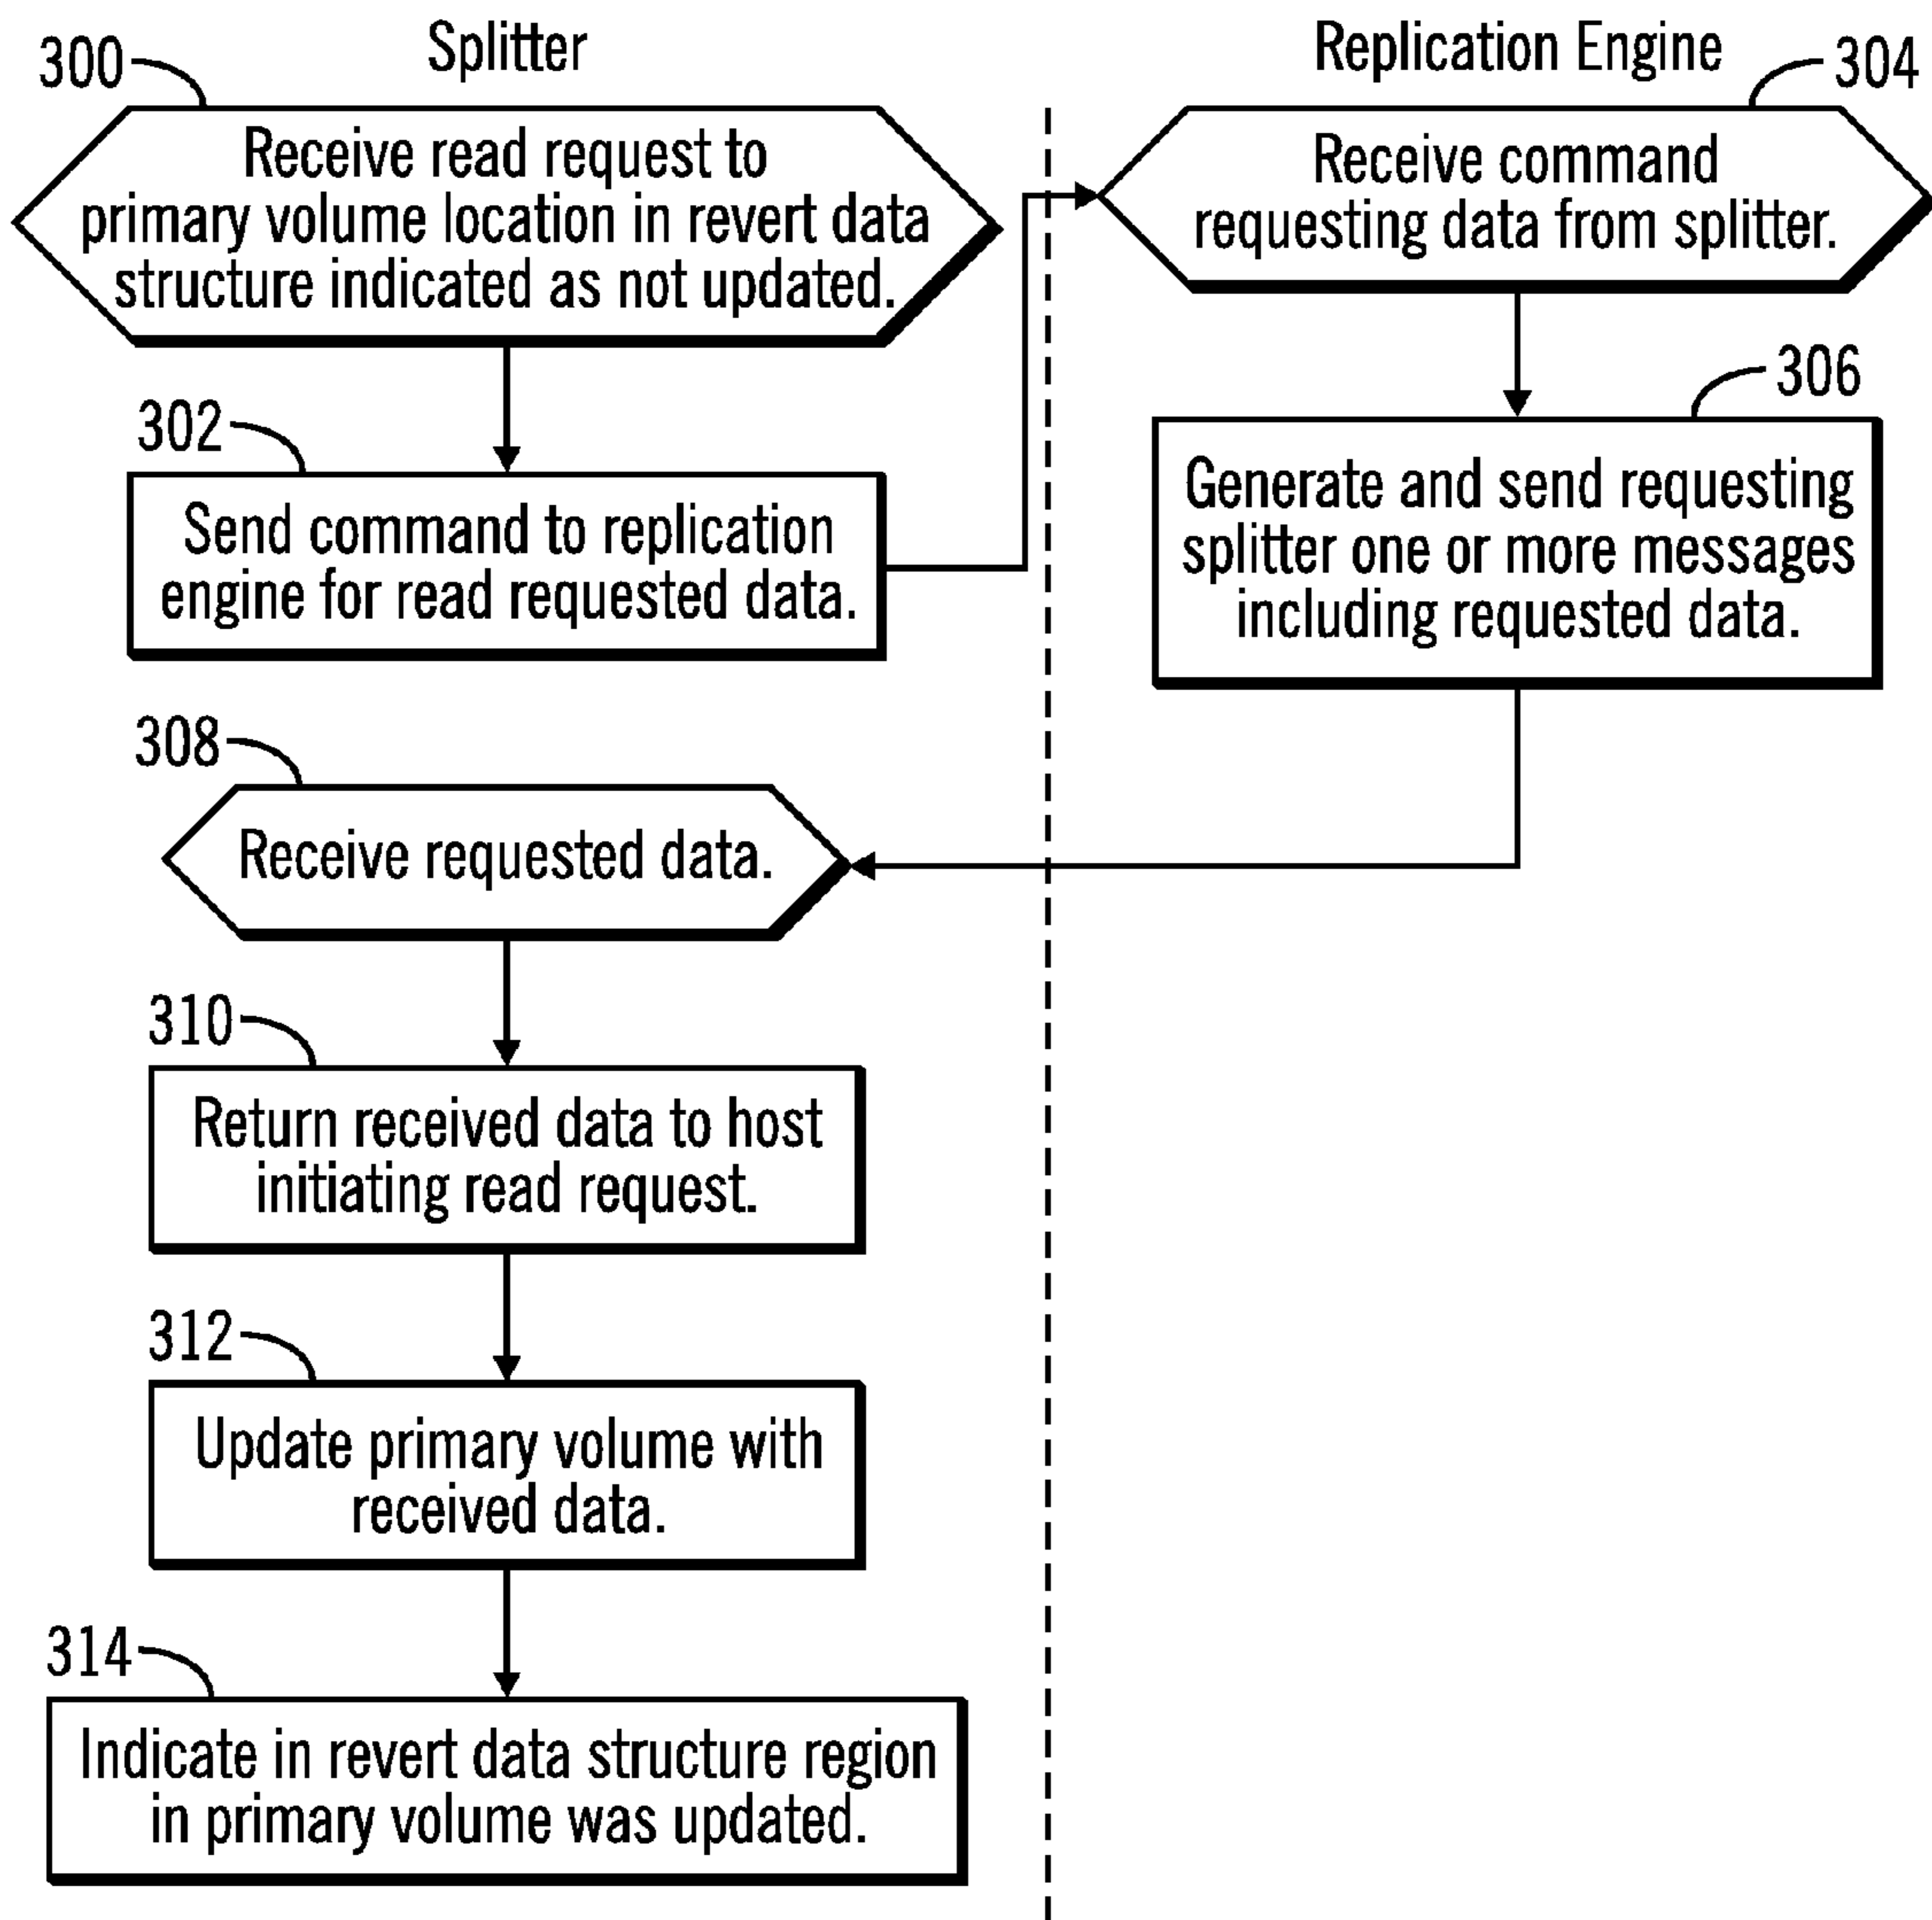 Splitter
300
Receive read request to
primary volume location in revert data
structure indicated as not updated.
302
Send command to replication
engine for read requested data.
Replication Engine
304
Receive command
requesting data from splitter.
306
Generate and send requesting
splitter one or more messages
including requested data.
308
Receive requested data.
310
Return received data to host
initiating read request.
312
Update primary volume with
received data.
314
Indicate in revert data structure region
in primary volume was updated.